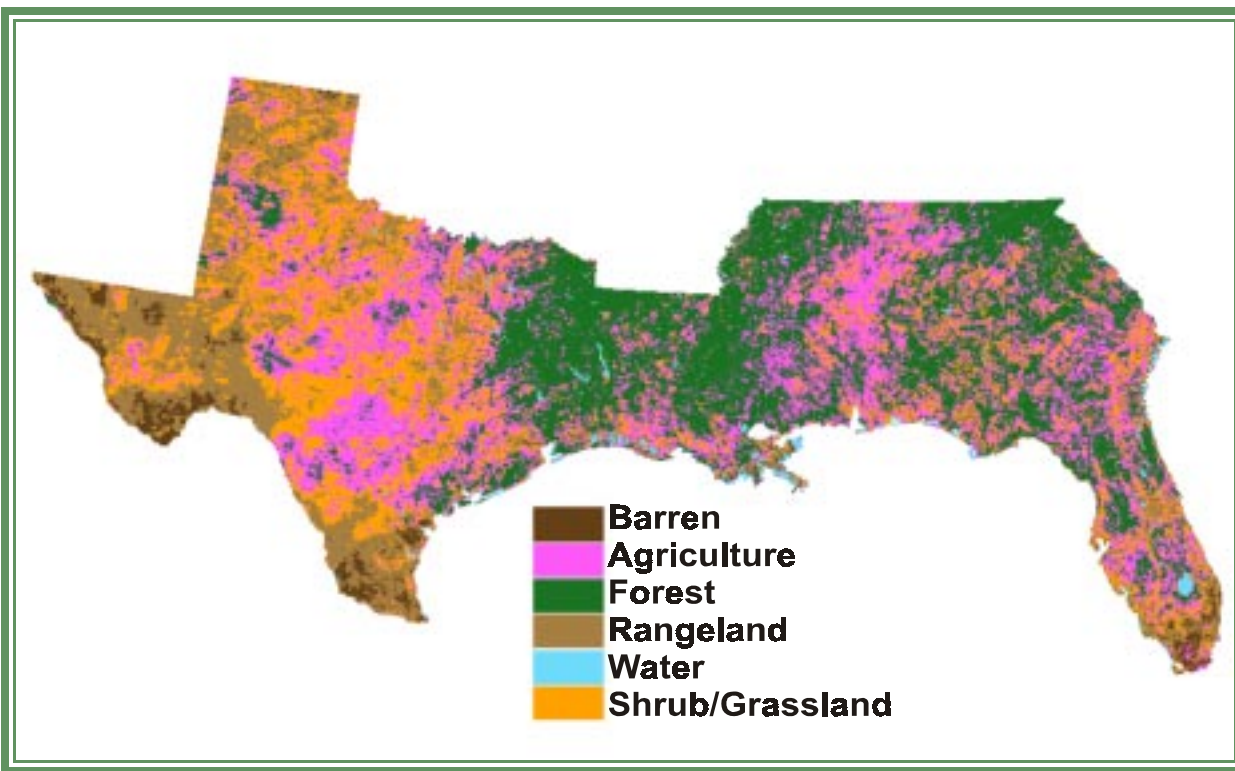 Barren
Agriculture
Forest
Rangeland
Water
Shrub/Grassland